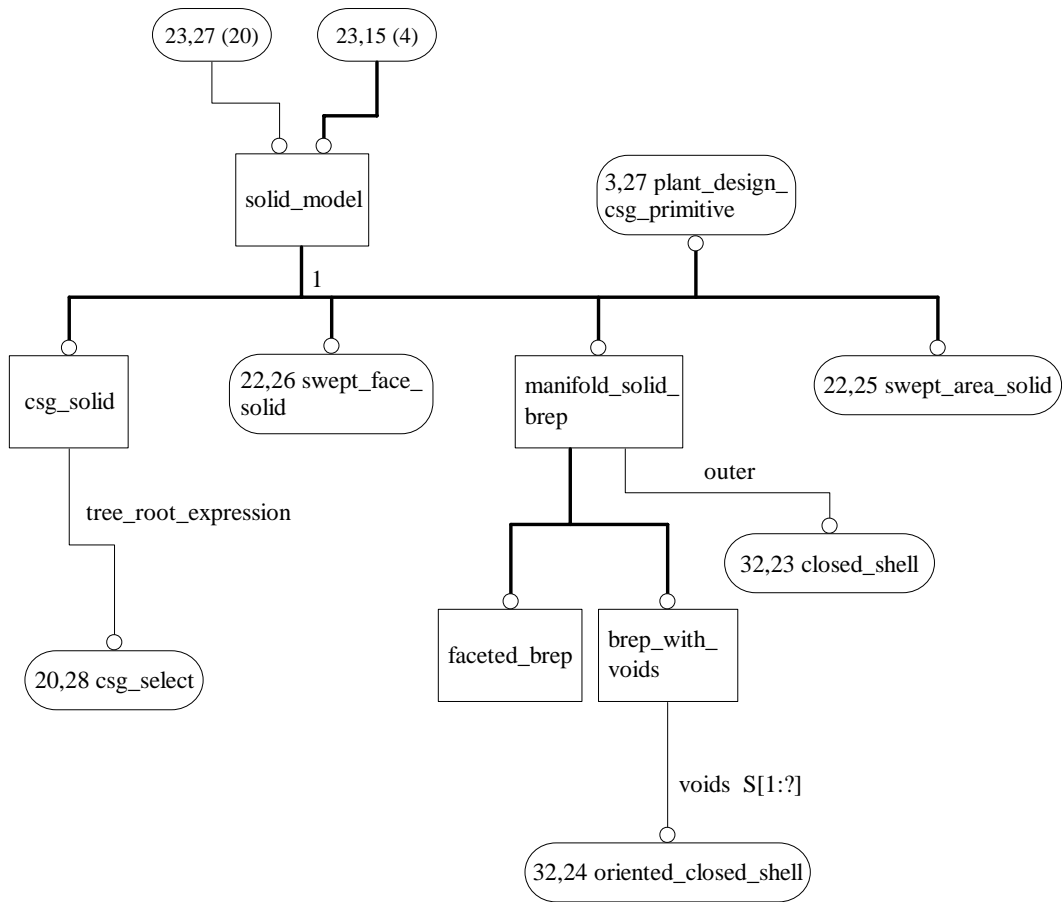 23,27 (20)
23,15 (4)
solid_model
3,27 plant_design_
csg_primitive
1
csg_solid
22,26 swept_face_
solid
manifold_solid_
brep
22,25 swept_area_solid
outer
tree_root_expression
32,23 closed_shell
faceted_brep
brep_with_
voids
20,28 csg_select
voids S[1:?]
32,24 oriented_closed_shell